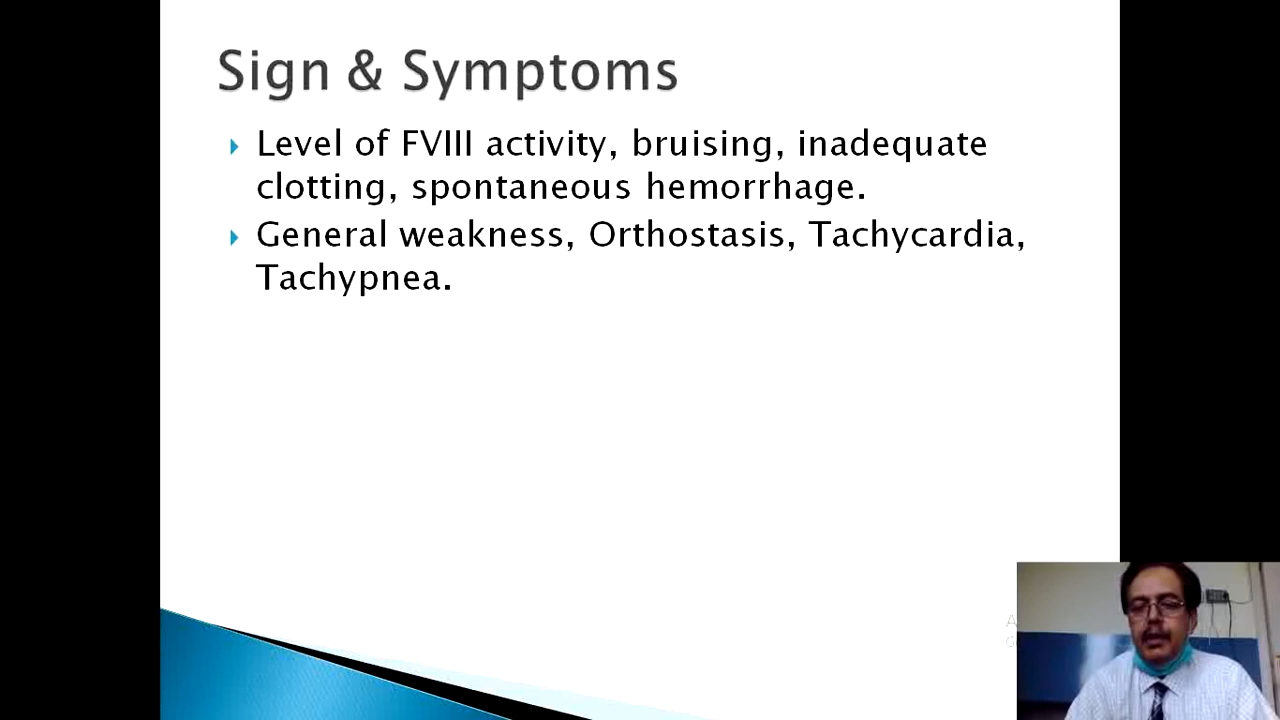 Sign & Symptoms
Level of FVIII activity, bruising, inadequate
clotting, spontaneous hemorrhage.
General weakness, Orthostasis, Tachycardia,
Tachypnea.